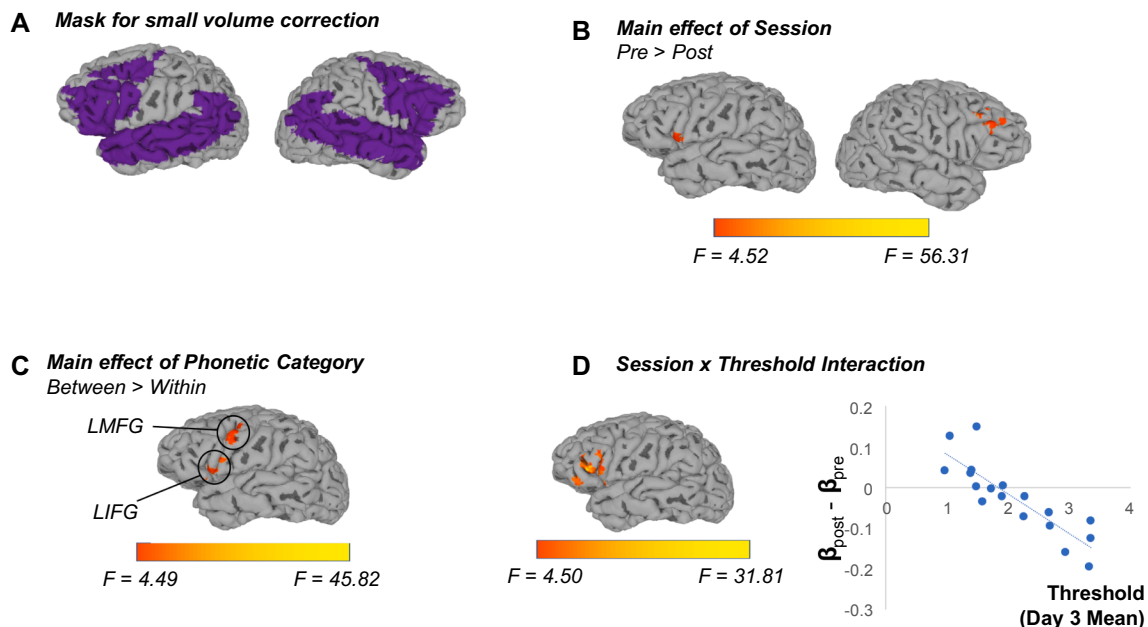 A Mask for small volume correction
B Main effect of Session
Pre > Post
F = 4.52 F = 56.31
C Main effect of Phonetic Category
Between > Within
LMFG
LIFG
F = 4.49 F = 45.82
D Session x Threshold Interaction
F = 4.50 F = 31.81
βpost - βpre
0.2
0.1
0
-0.1
-0.2
-0.3
0 1 2 3 4
Threshold
(Day 3 Mean)